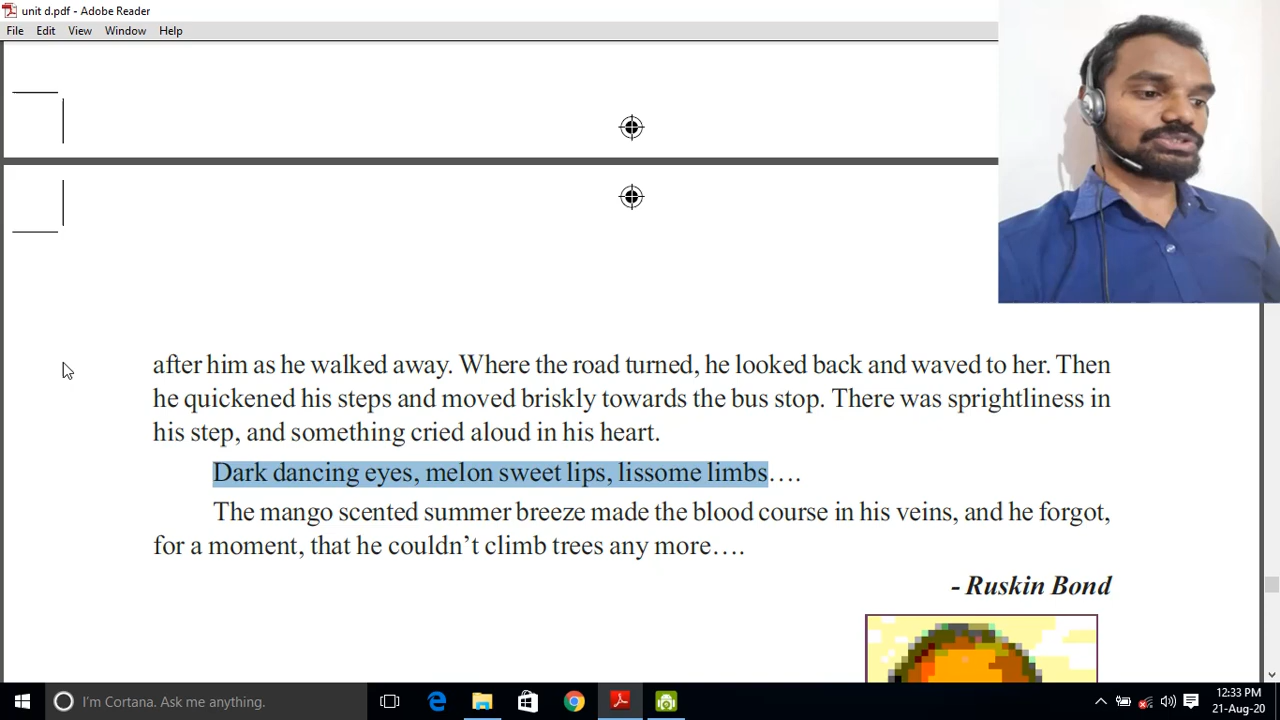 unit d.pdf - Adobe Reader
File Edit View Window Help
after him as he walked away. Where the road turned, he looked back and waved to her. Then
he quickened his steps and moved briskly towards the bus stop. There was sprightliness in
his step, and something cried aloud in his heart.
Dark dancing eyes, melon sweet lips, lissome limbs….
The mango scented summer breeze made the blood course in his veins, and he forgot,
for a moment, that he couldn’t climb trees any more….
- Ruskin Bond
I'm Cortana. Ask me anything.
12:33 PM
21-Aug-20